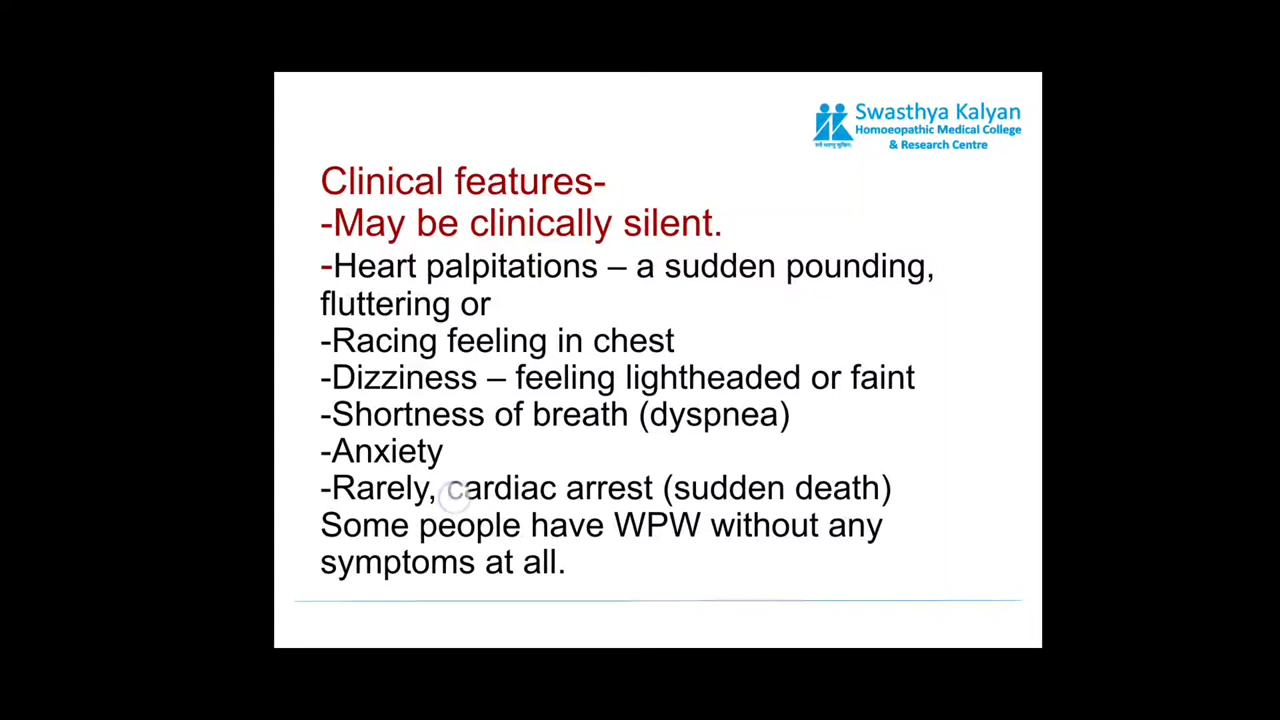 Swasthya Kalyan
Homoeopathic Medical College
& Research Centre
Clinical features-
-May be clinically silent.
-Heart palpitations – a sudden pounding,
fluttering or
-Racing feeling in chest
-Dizziness – feeling lightheaded or faint
-Shortness of breath (dyspnea)
-Anxiety
-Rarely, cardiac arrest (sudden death)
Some people have WPW without any
symptoms at all.